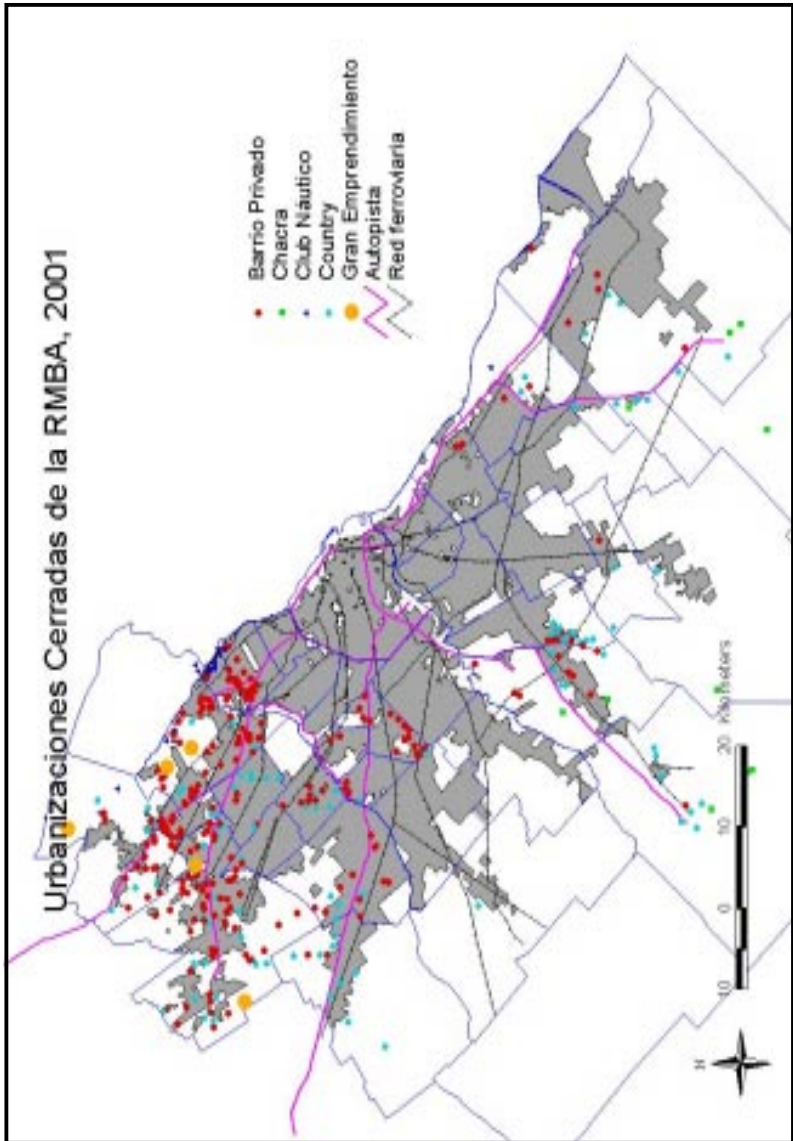 Urbanizaciones Cerradas de la RMBA, 2001
Barrio Privado
Chacra
Club Náutico
Country
Gran Emprendimiento
Autopista
Red ferroviaria
N
10 0 10 20 Kilometers